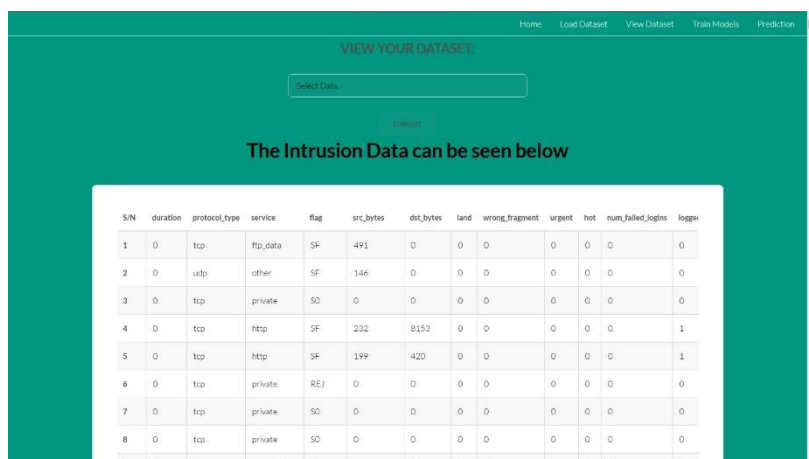 Home Load Dataset View Dataset Train Models Prediction
VIEW YOUR DATASET:
Select Data
SUBMIT
The Intrusion Data can be seen below
S/N duration protocol_type service flag src_bytes dst_bytes land wrong_fragment urgent hot num_failed_logins logged
1 0 tcp ftp_data SF 491 0 0 0 0 0 0 0
2 0 udp other SF 146 0 0 0 0 0 0 0
3 0 tcp private S0 0 0 0 0 0 0 0 0
4 0 tcp http SF 232 8153 0 0 0 0 0 1
5 0 tcp http SF 199 420 0 0 0 0 0 1
6 0 tcp private REJ 0 0 0 0 0 0 0 0
7 0 tcp private S0 0 0 0 0 0 0 0 0
8 0 tcp private S0 0 0 0 0 0 0 0 0